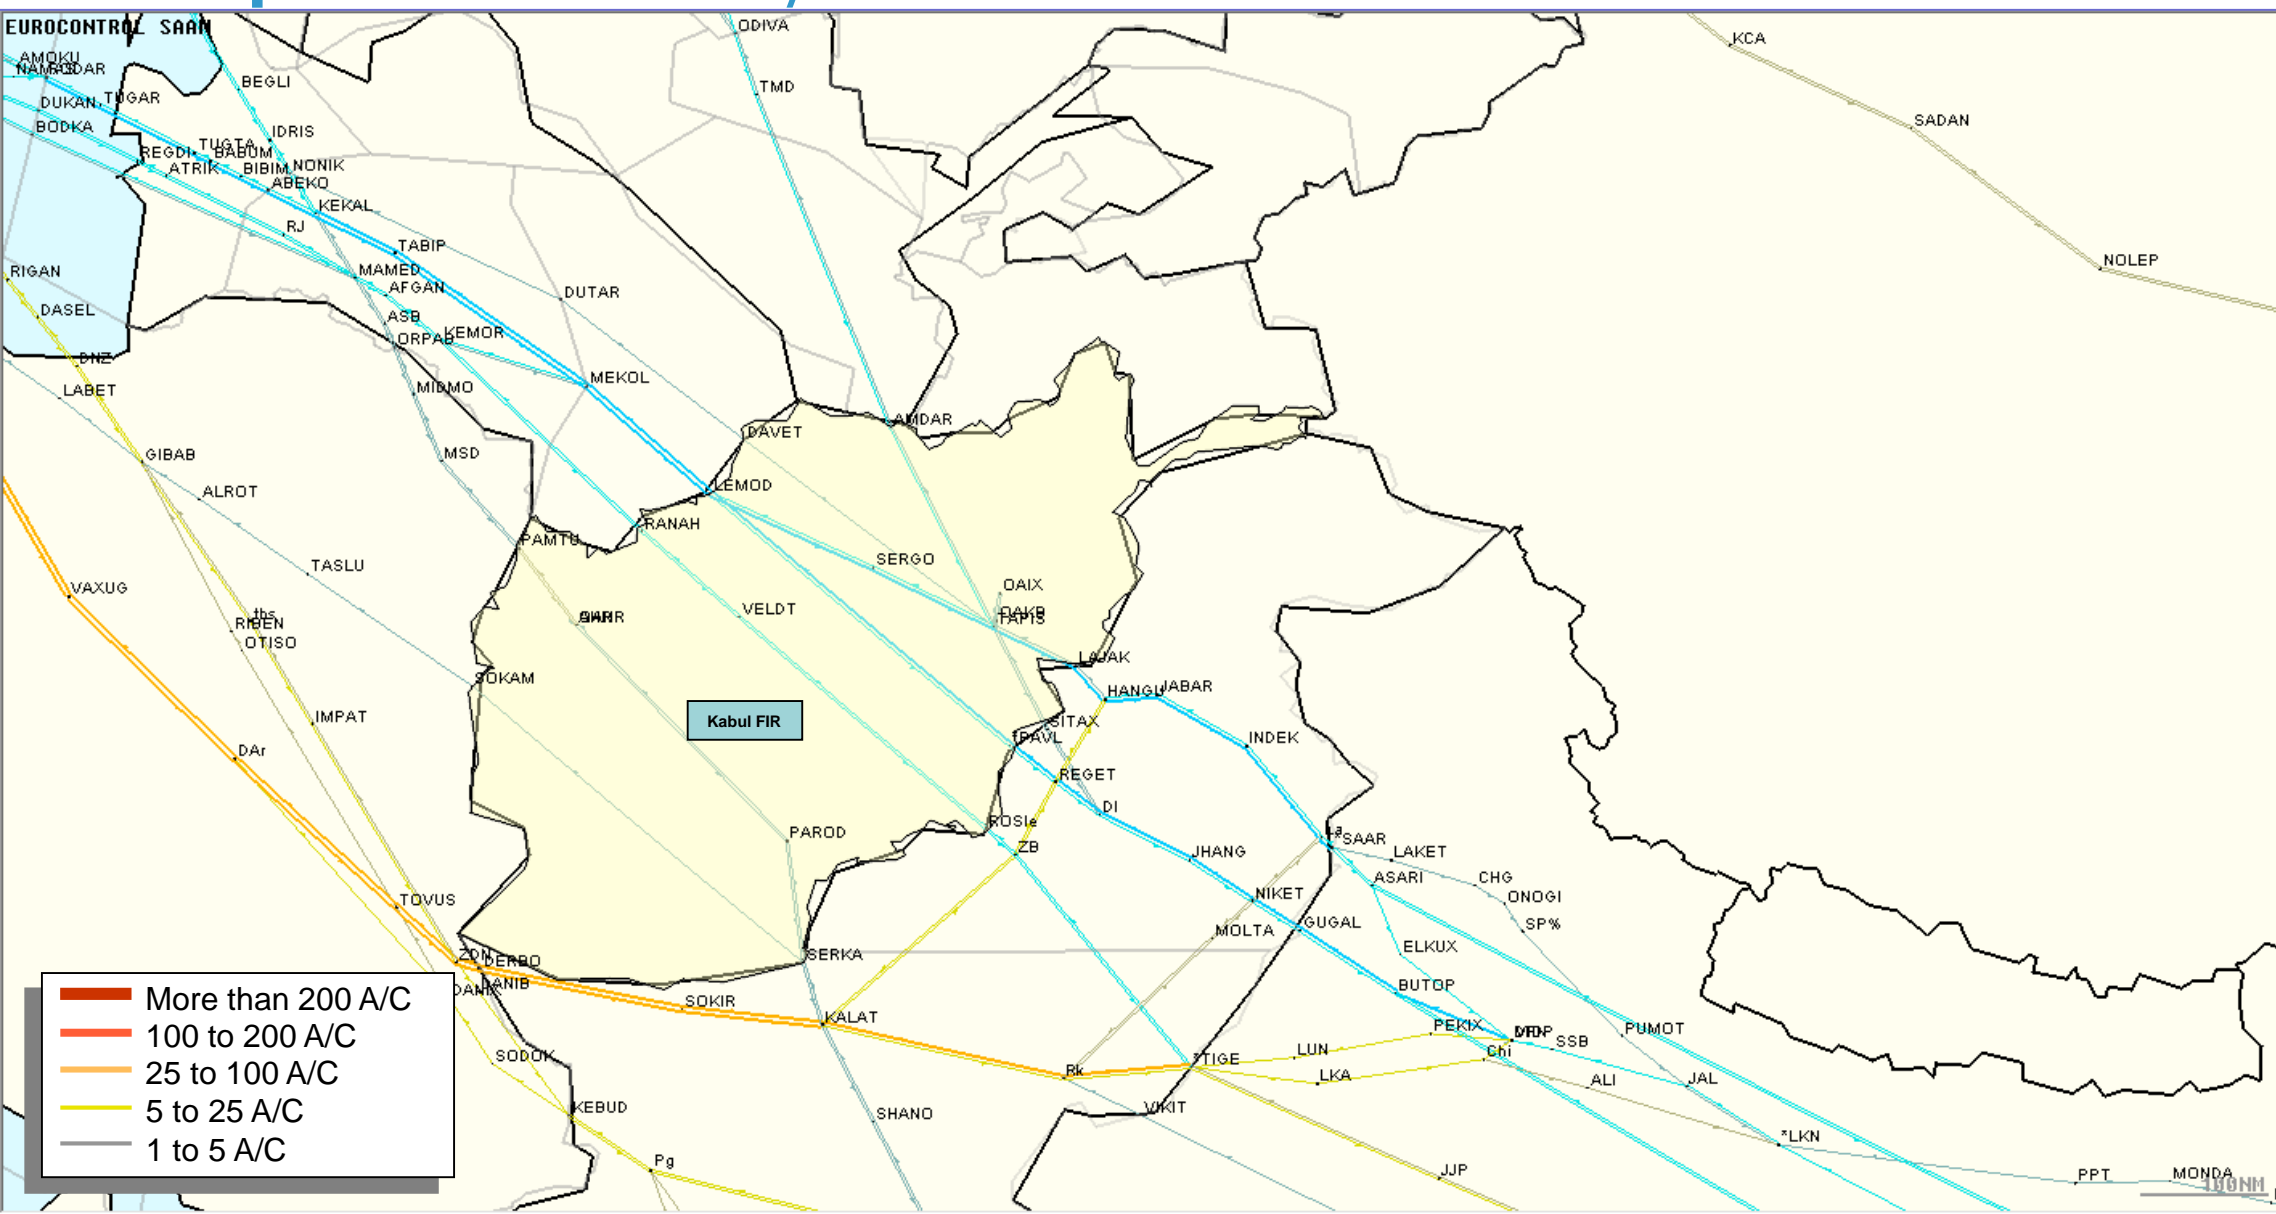 EUROCONTROL SAAM
ODIVA
KCA
AMOKU
BEGLI
TMD
DUKAN
TUGAR
SADAN
BODKA
IDRIS
TUGTA
REGDI
BABUM
ATRIK
BIBIM
NONIK
ABEKO
KEKAL
RJ
TABIP
NOLEP
RIGAN
MAMED
AFGAN
DUTAR
DASEL
ASB
KEMOR
ORPAB
DNZ
LABET
MIDMO
MEKOL
AMDAR
DAVET
GIBAB
MSD
ALROT
LEMOD
RANAH
PAMTU
SERGO
TASLU
VAXUG
OAIX
VELDT
tbs
RIBEN
OTISO
TAPIS
LAJAK
SOKAM
HANGU
JABAR
IMPAT
Kabul FIR
SITAX
*PAVL
INDEK
DAr
REGET
DI
ROSIe
PAROD
ZB
La
*SAAR
JHANG
LAKET
ASARI
CHG
NIKET
ONOGI
TOVUS
GUGAL
MOLTA
SP%
ELKUX
SERKA
ZDN
DERBO
DANIB
BUTOP
SOKIR
KALAT
PEKIX
PUMOT
SSB
SODOK
*TIGE
LUN
Chi
Rk
LKA
ALI
JAL
KEBUD
SHANO
VIKIT
*LKN
Pg
JJP
PPT
MONDA
100NM
More than 200 A/C
100 to 200 A/C
25 to 100 A/C
5 to 25 A/C
1 to 5 A/C